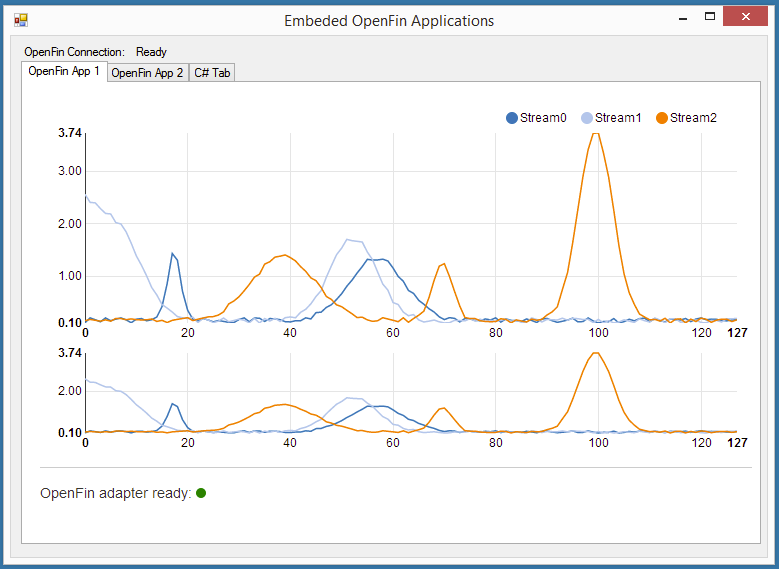 Embeded OpenFin Applications
OpenFin Connection: Ready
OpenFin App 1 OpenFin App 2 C# Tab
Stream0 Stream1 Stream2
3.74
3.00
2.00
1.00
0.10
0 20 40 60 80 100 120 127
3.74
2.00
0.10
0 20 40 60 80 100 120 127
OpenFin adapter ready: